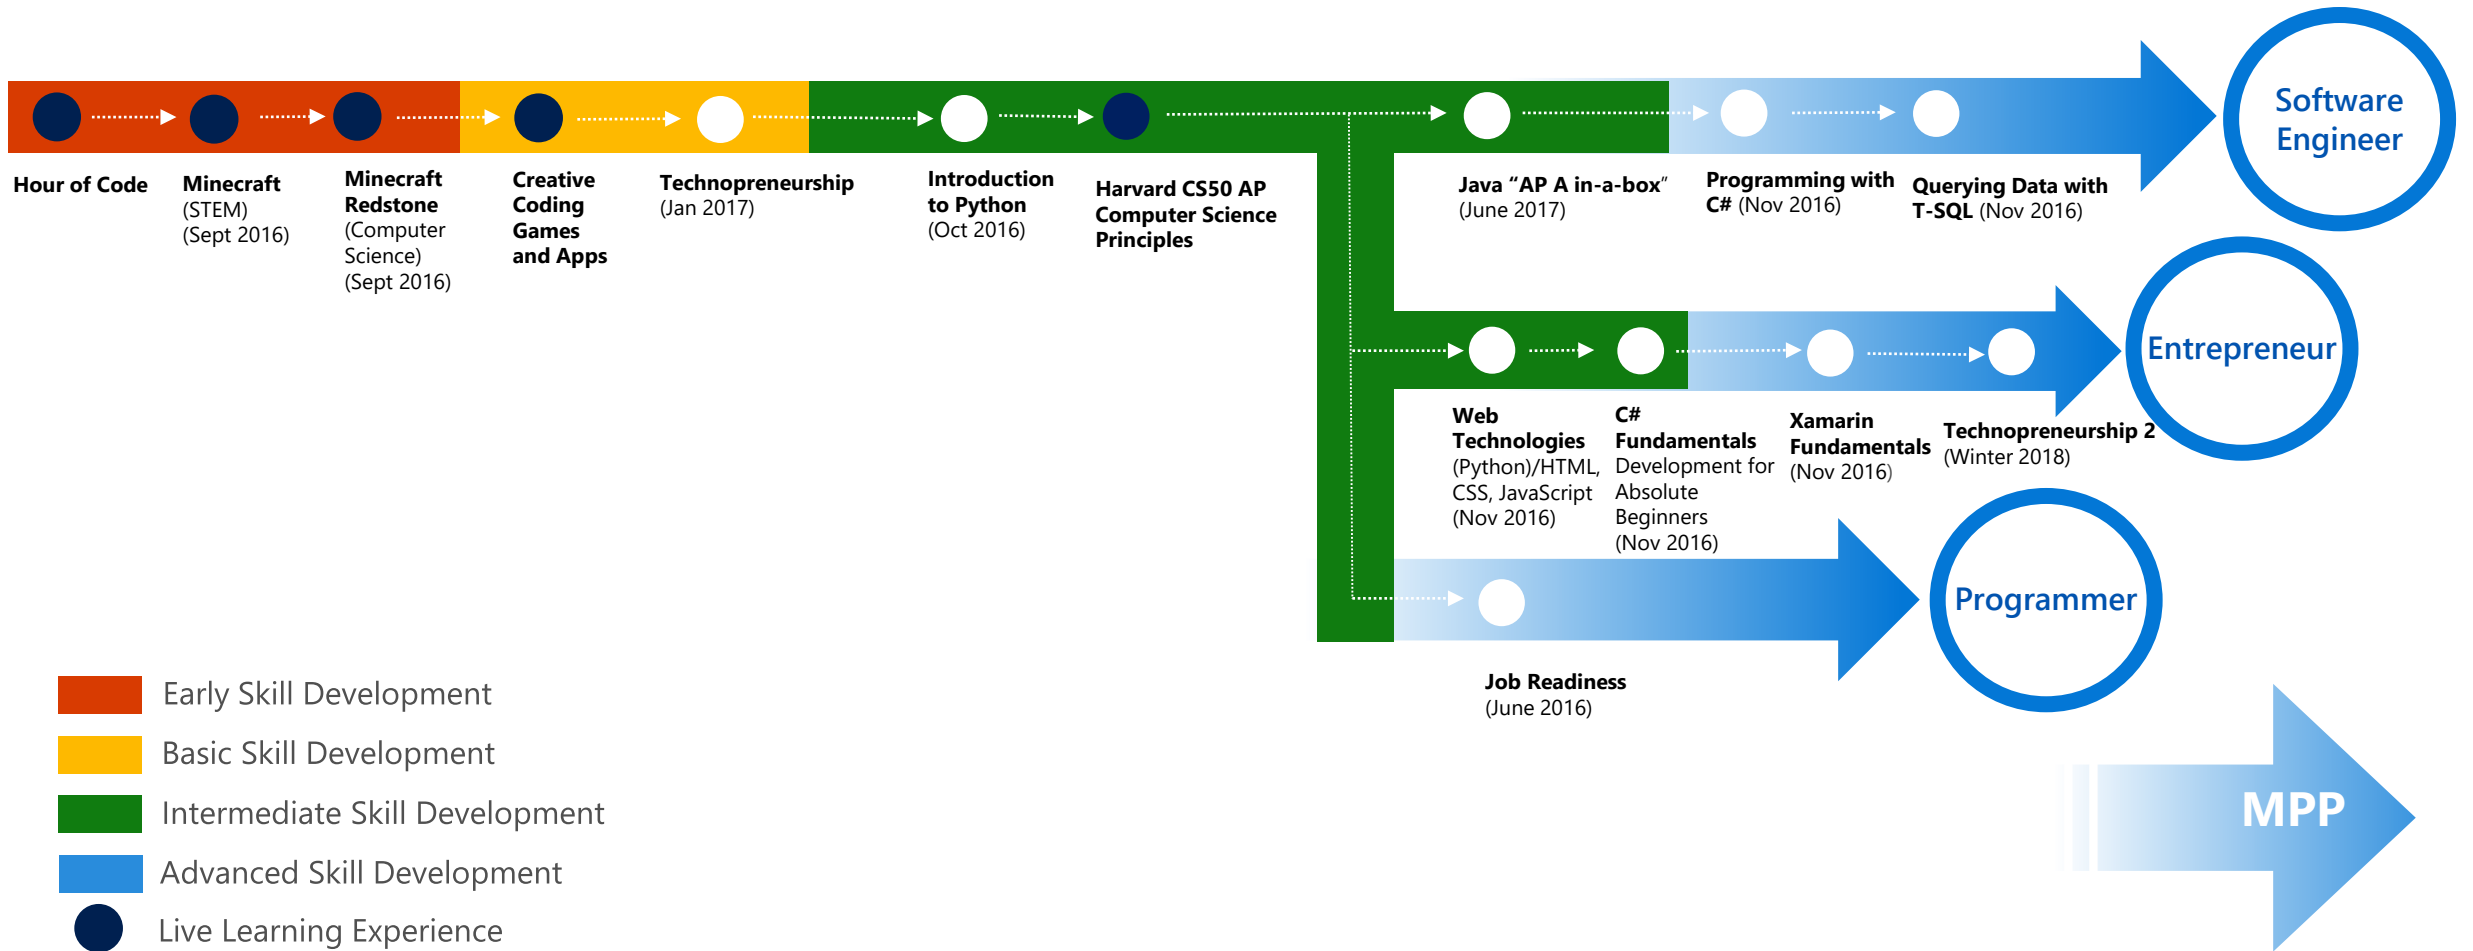 Software
Engineer
Hour of Code
Minecraft
(STEM)
(Sept 2016)
Minecraft
Redstone
(Computer
Science)
(Sept 2016)
Creative
Coding
Games
and Apps
Technopreneurship
(Jan 2017)
Introduction
to Python
(Oct 2016)
Harvard CS50 AP
Computer Science
Principles
Java “AP A in-a-box”
(June 2017)
Programming with
C# (Nov 2016)
Querying Data with
T-SQL (Nov 2016)
Entrepreneur
Web
Technologies
(Python)/HTML,
CSS, JavaScript
(Nov 2016)
C#
Fundamentals
Development for
Absolute
Beginners
(Nov 2016)
Xamarin
Fundamentals
(Nov 2016)
Technopreneurship 2
(Winter 2018)
Programmer
Job Readiness
(June 2016)
Early Skill Development
Basic Skill Development
Intermediate Skill Development
Advanced Skill Development
Live Learning Experience
MPP